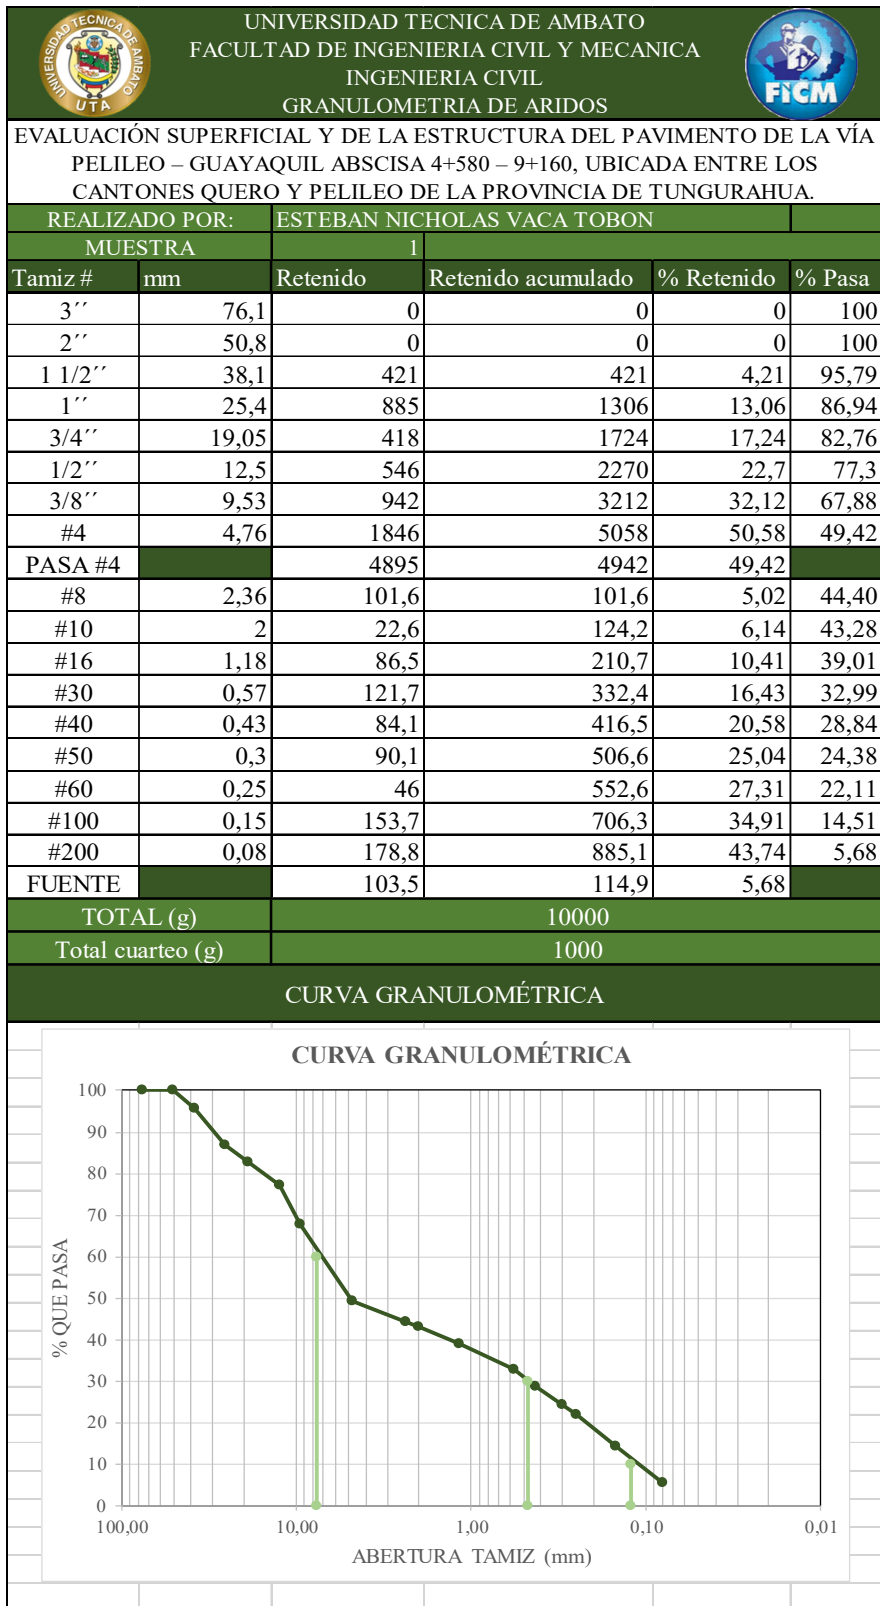 UNIVERSIDAD TECNICA DE AMBATO
FACULTAD DE INGENIERIA CIVIL Y MECANICA
INGENIERIA CIVIL
GRANULOMETRIA DE ARIDOS
UNIVERSIDAD TECNICA DE AMBATO
UTA
FICM
EVALUACIÓN SUPERFICIAL Y DE LA ESTRUCTURA DEL PAVIMENTO DE LA VÍA
PELILEO – GUAYAQUIL ABSCISA 4+580 – 9+160, UBICADA ENTRE LOS
CANTONES QUERO Y PELILEO DE LA PROVINCIA DE TUNGURAHUA.
REALIZADO POR: ESTEBAN NICHOLAS VACA TOBON
MUESTRA 1
Tamiz # mm Retenido Retenido acumulado % Retenido % Pasa
3´´ 76,1 0 0 0 100
2´´ 50,8 0 0 0 100
1 1/2´´ 38,1 421 421 4,21 95,79
1´´ 25,4 885 1306 13,06 86,94
3/4´´ 19,05 418 1724 17,24 82,76
1/2´´ 12,5 546 2270 22,7 77,3
3/8´´ 9,53 942 3212 32,12 67,88
#4 4,76 1846 5058 50,58 49,42
PASA #4 4895 4942 49,42
#8 2,36 101,6 101,6 5,02 44,40
#10 2 22,6 124,2 6,14 43,28
#16 1,18 86,5 210,7 10,41 39,01
#30 0,57 121,7 332,4 16,43 32,99
#40 0,43 84,1 416,5 20,58 28,84
#50 0,3 90,1 506,6 25,04 24,38
#60 0,25 46 552,6 27,31 22,11
#100 0,15 153,7 706,3 34,91 14,51
#200 0,08 178,8 885,1 43,74 5,68
FUENTE 103,5 114,9 5,68
TOTAL (g) 10000
Total cuarteo (g) 1000
CURVA GRANULOMÉTRICA
CURVA GRANULOMÉTRICA
% QUE PASA
100
90
80
70
60
50
40
30
20
10
0
100,00 10,00 1,00 0,10 0,01
ABERTURA TAMIZ (mm)